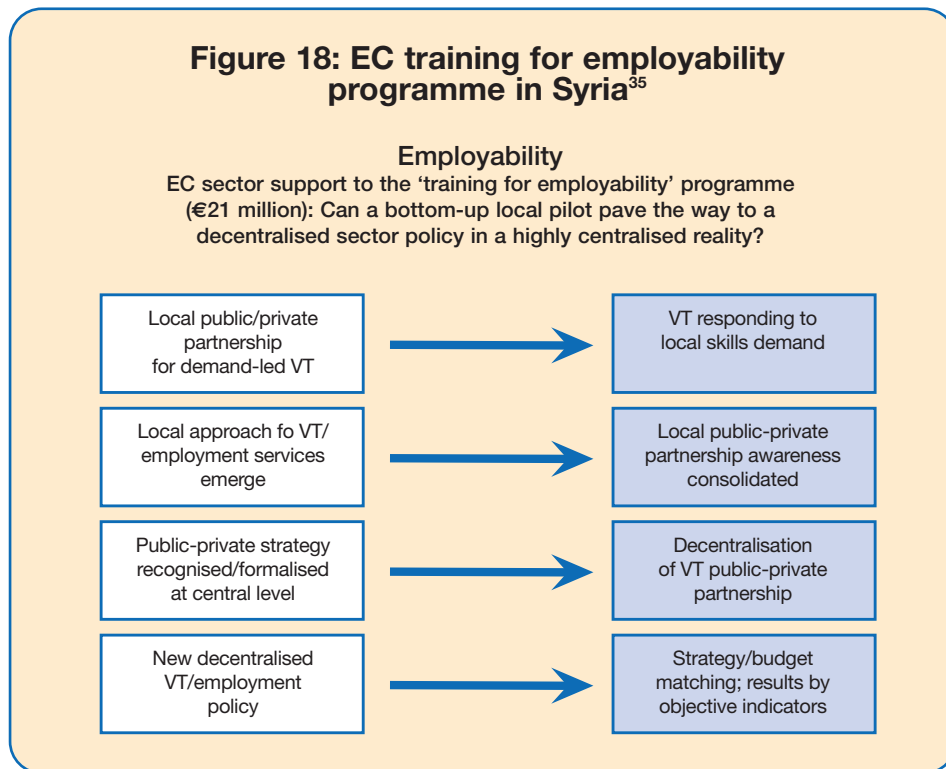 Figure 18: EC training for employability
programme in Syria³⁵
Employability
EC sector support to the ‘training for employability’ programme
(€21 million): Can a bottom-up local pilot pave the way to a
decentralised sector policy in a highly centralised reality?
Local public/private
partnership
for demand-led VT
VT responding to
local skills demand
Local approach fo VT/
employment services
emerge
Local public-private
partnership awareness
consolidated
Public-private strategy
recognised/formalised
at central level
Decentralisation
of VT public-private
partnership
New decentralised
VT/employment
policy
Strategy/budget
matching; results by
objective indicators